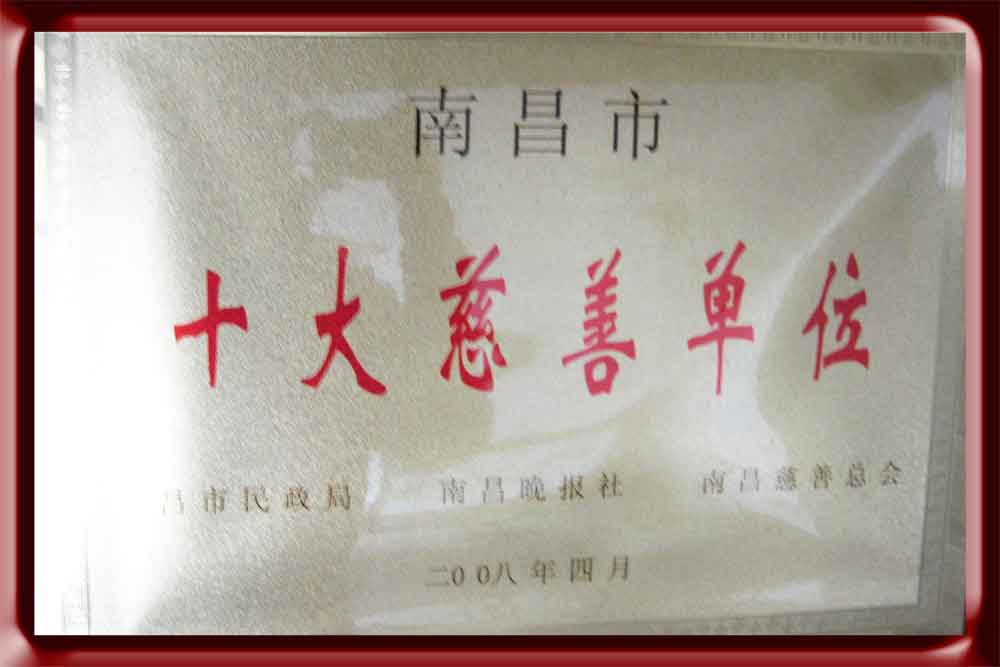 南昌市
十大慈善单位
昌市民政局 南昌晚报社 南昌慈善总会
二00八年四月